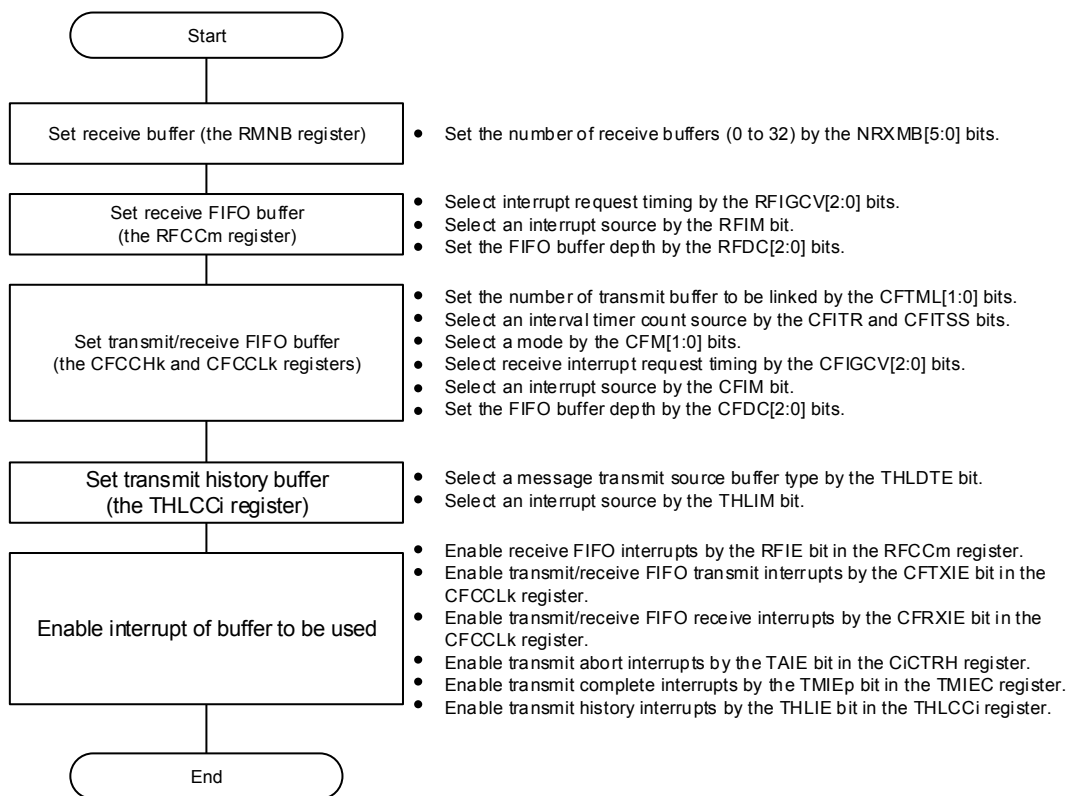 Start
Set receive buffer (the RMNB register)
• Set the number of receive buffers (0 to 32) by the NRXMB[5:0] bits.
Set receive FIFO buffer
(the RFCCm register)
• Select interrupt request timing by the RFIGCV[2:0] bits.
• Select an interrupt source by the RFIM bit.
• Set the FIFO buffer depth by the RFDC[2:0] bits.
Set transmit/receive FIFO buffer
(the CFCCHk and CFCCLk registers)
• Set the number of transmit buffer to be linked by the CFTML[1:0] bits.
• Select an interval timer count source by the CFITR and CFITSS bits.
• Select a mode by the CFM[1:0] bits.
• Select receive interrupt request timing by the CFIGCV[2:0] bits.
• Select an interrupt source by the CFIM bit.
• Set the FIFO buffer depth by the CFDC[2:0] bits.
Set transmit history buffer
(the THLCCi register)
• Select a message transmit source buffer type by the THLDTE bit.
• Select an interrupt source by the THLIM bit.
Enable interrupt of buffer to be used
• Enable receive FIFO interrupts by the RFIE bit in the RFCCm register.
• Enable transmit/receive FIFO transmit interrupts by the CFTXIE bit in the
CFCCLk register.
• Enable transmit/receive FIFO receive interrupts by the CFRXIE bit in the
CFCCLk register.
• Enable transmit abort interrupts by the TAIE bit in the CiCTRH register.
• Enable transmit complete interrupts by the TMIEp bit in the TMIEC register.
• Enable transmit history interrupts by the THLIE bit in the THLCCi register.
End